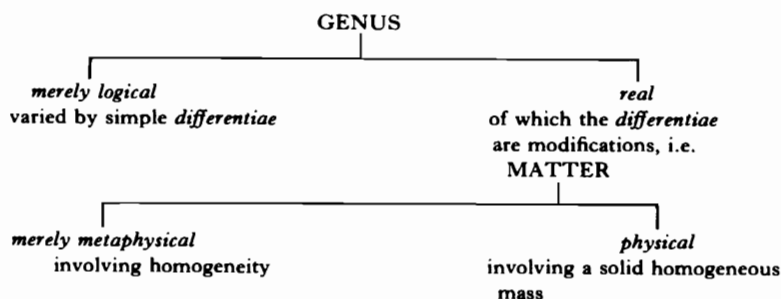 GENUS
merely logical
varied by simple differentiae
real
of which the differentiae
are modifications, i.e.
MATTER
merely metaphysical
involving homogeneity
physical
involving a solid homogeneous
mass